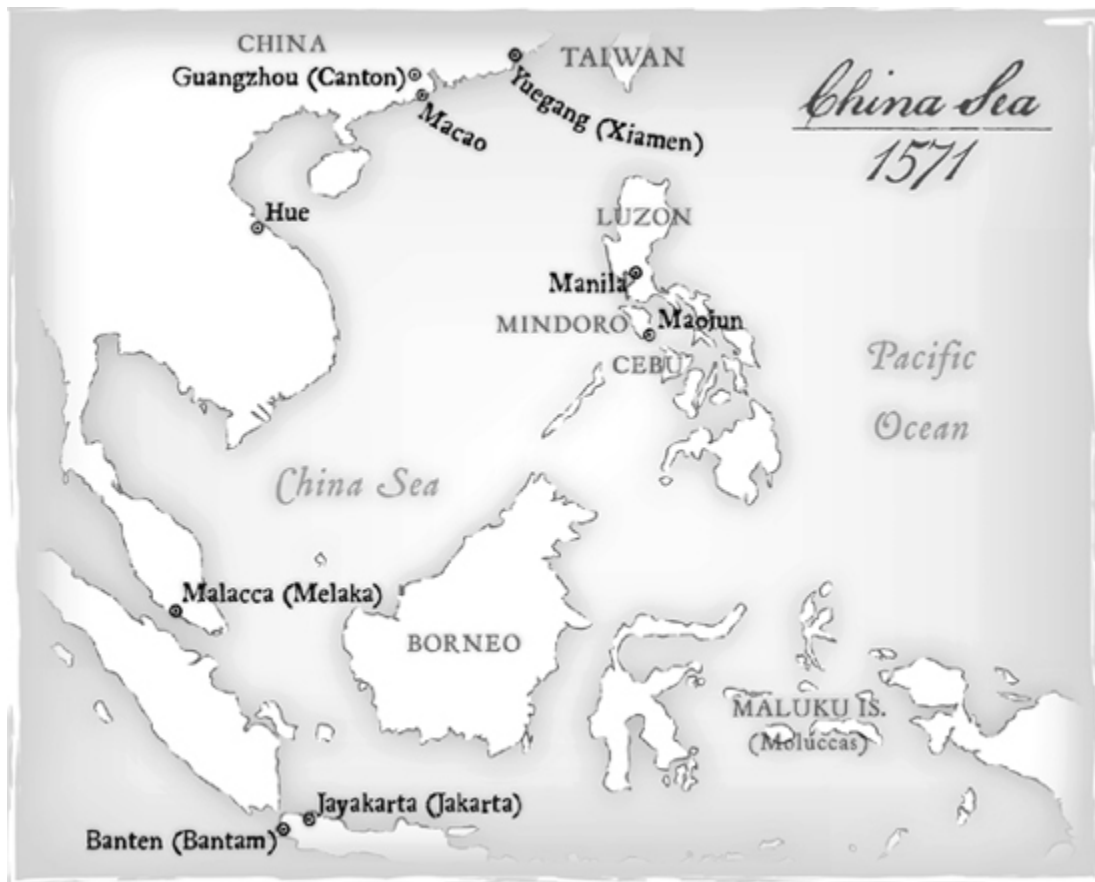 CHINA
TAIWAN
Guangzhou (Canton)
Yuegang (Xiamen)
Macao
China Sea
1571
Hue
LUZON
Manila
MINDORO
Maojun
CEBU
Pacific
Ocean
China Sea
Malacca (Melaka)
BORNEO
MALUKU IS.
(Moluccas)
Jayakarta (Jakarta)
Banten (Bantam)